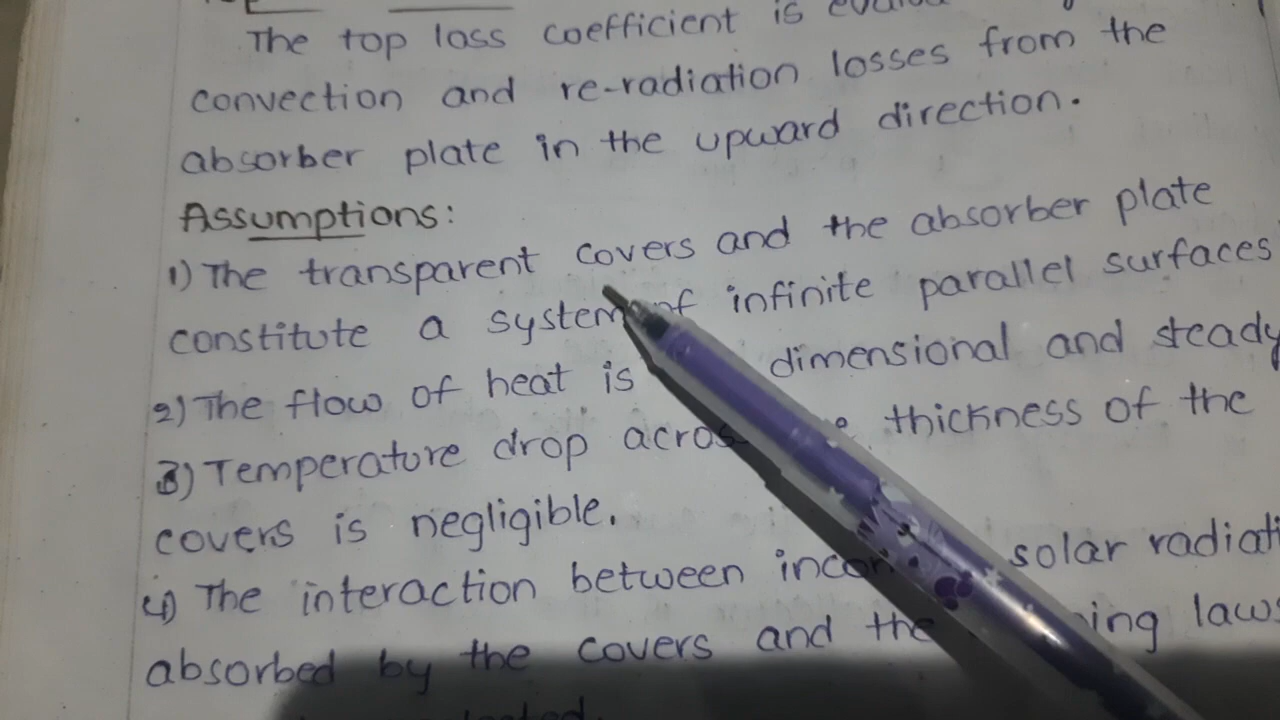 The top loss coefficient is
convection and re-radiation losses from the
absorber plate in the upward direction.
Assumptions:
1) The transparent covers and the absorber plate
constitute a system of infinite parallel surfaces
2) The flow of heat is dimensional and steady
3) Temperature drop thickness of the
covers is negligible.
4) The interaction between solar
absorbed by the covers and the laws